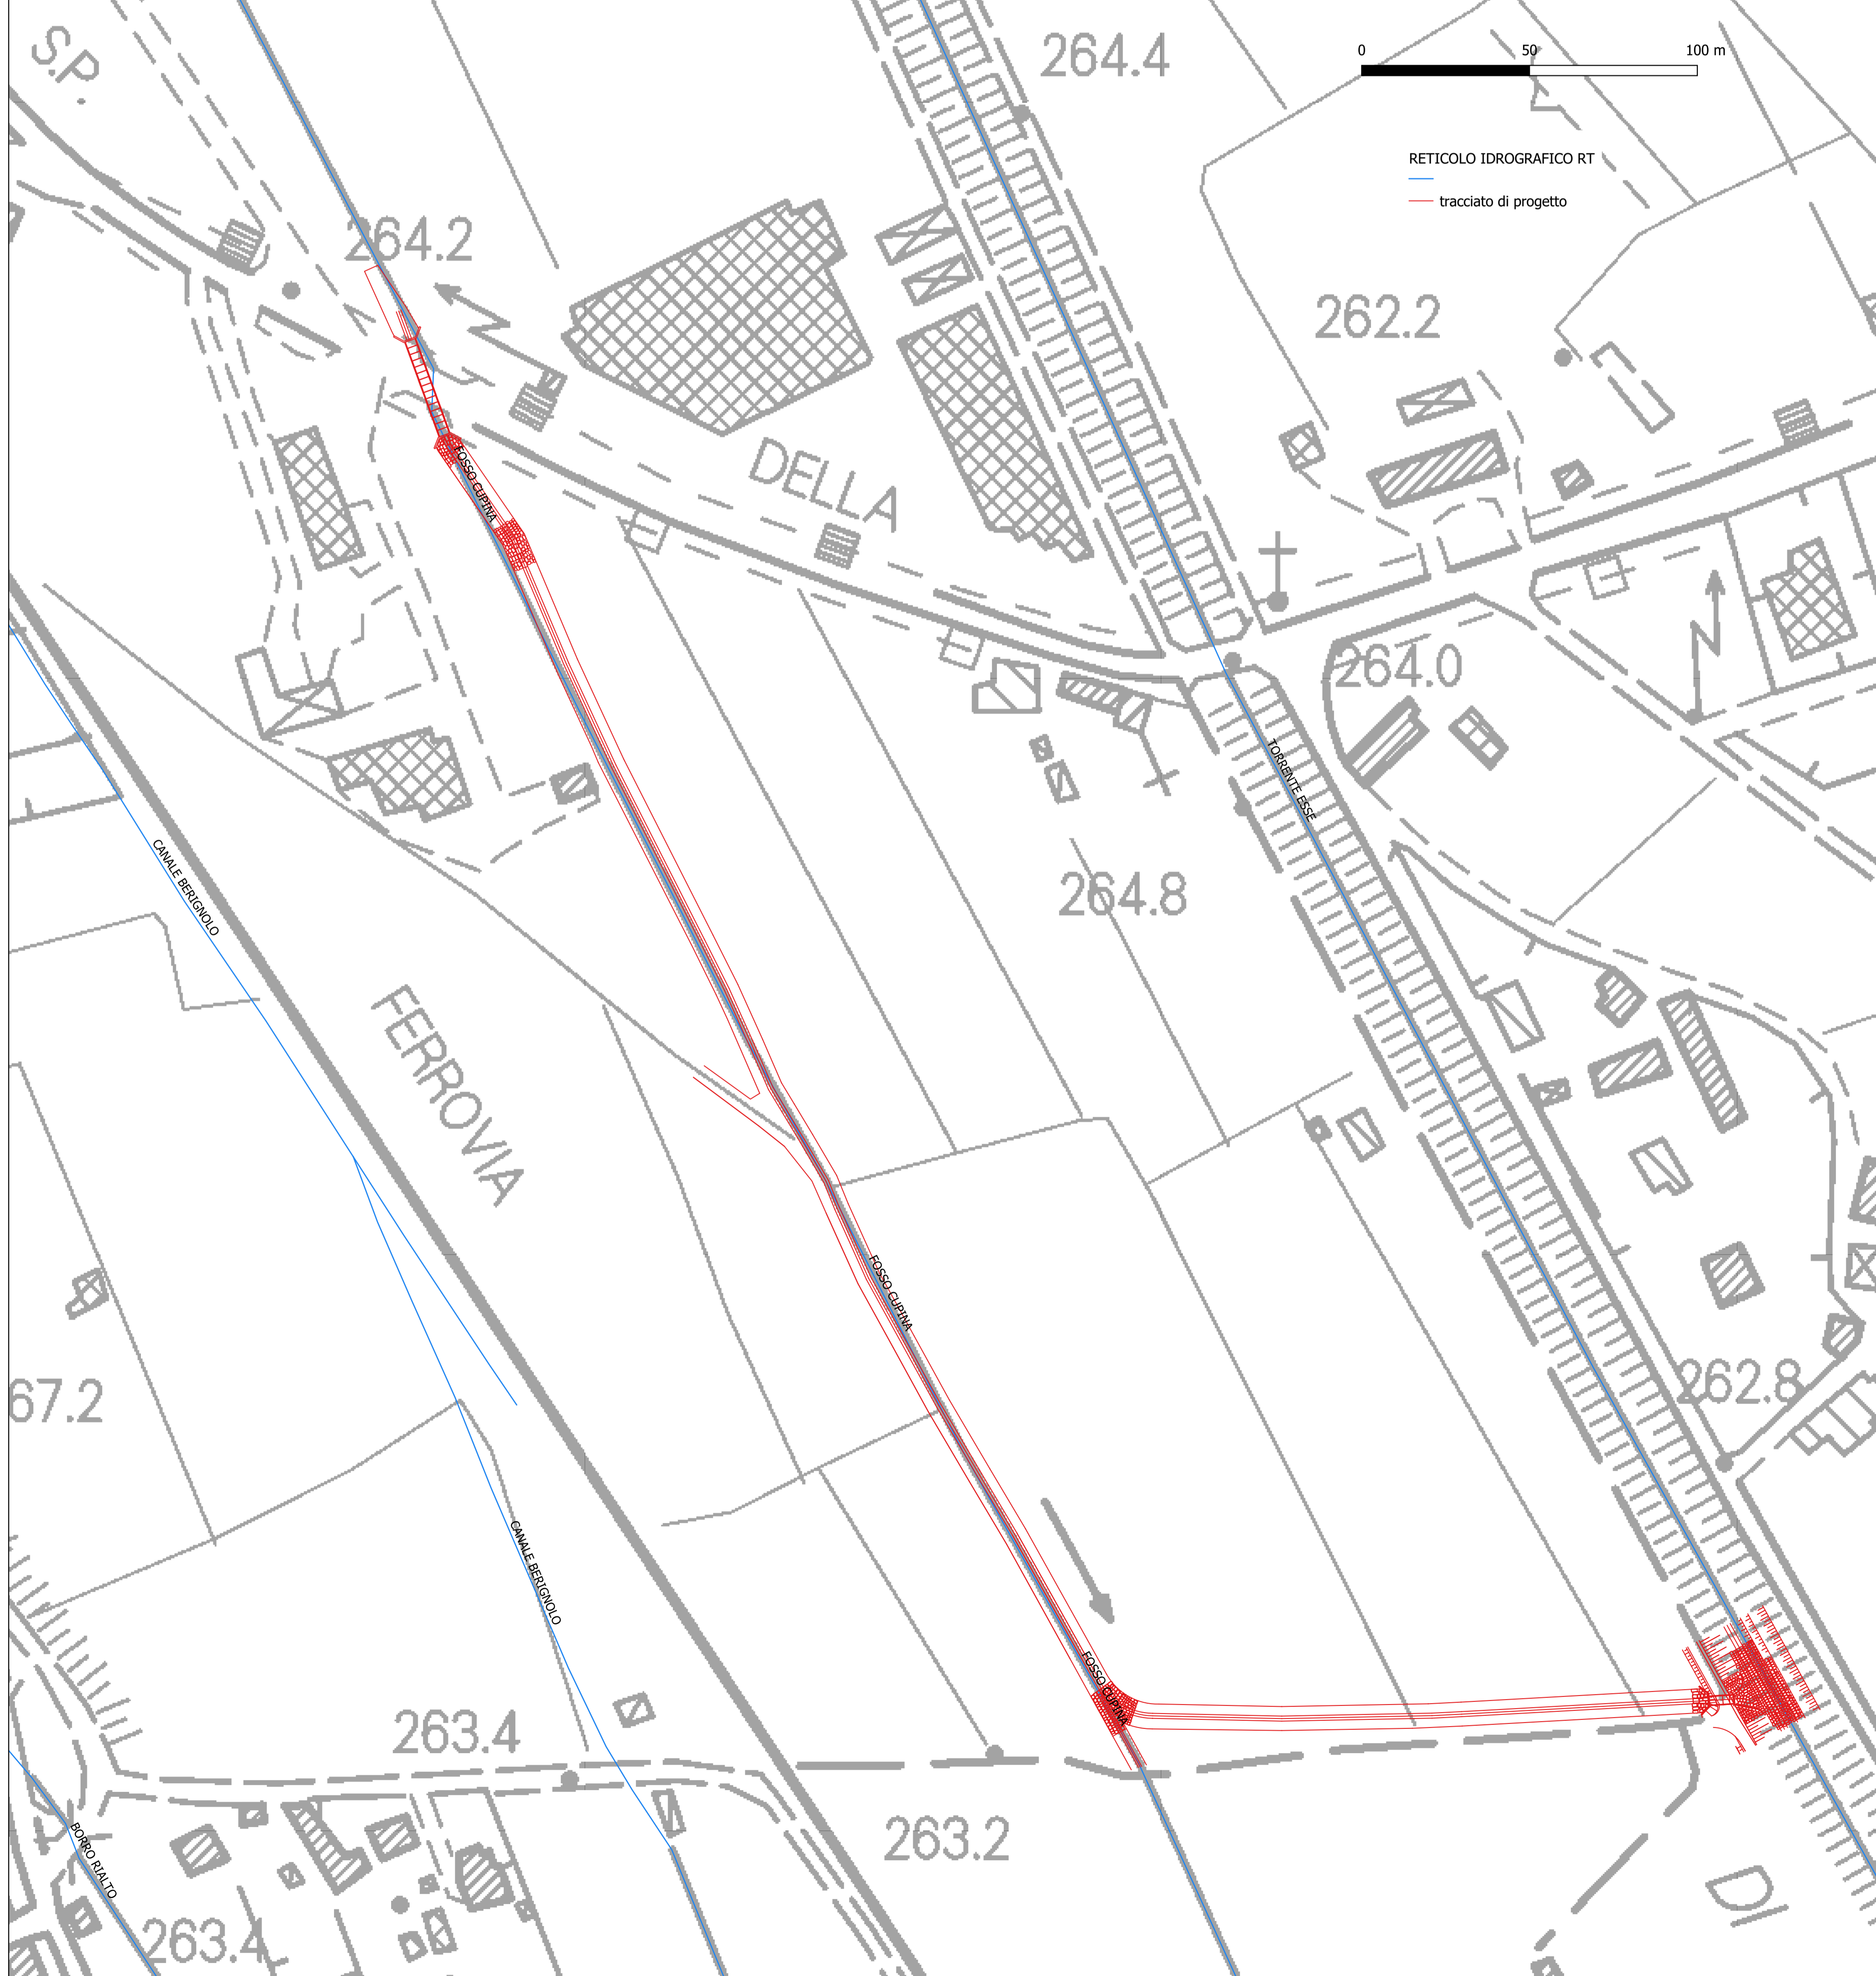 S.P.
264.4
0 50 100 m
RETICOLO IDROGRAFICO RT
tracciato di progetto
264.2
262.2
FOSSO CUPINA
DELLA
264.0
TORRENTE ESSE
CANALE BERIGNOLO
264.8
FERROVIA
FOSSO CUPINA
67.2
262.8
CANALE BERIGNOLO
FOSSO CUPINA
263.4
263.2
BORRO RIALTO
DI
263.4